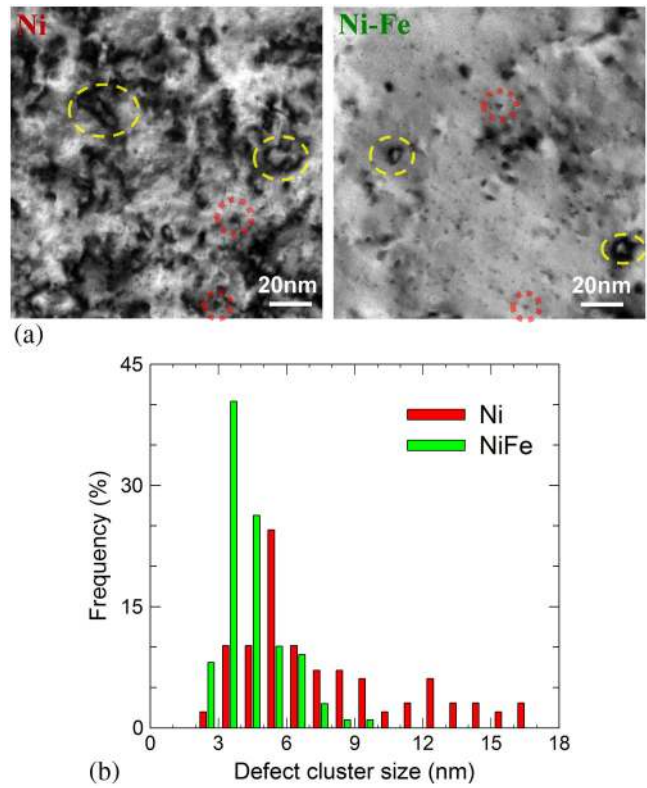 Ni
Ni-Fe
20nm
20nm
(a)
45
30
15
0
Frequency (%)
Ni
NiFe
0 3 6 9 12 15 18
Defect cluster size (nm)
(b)